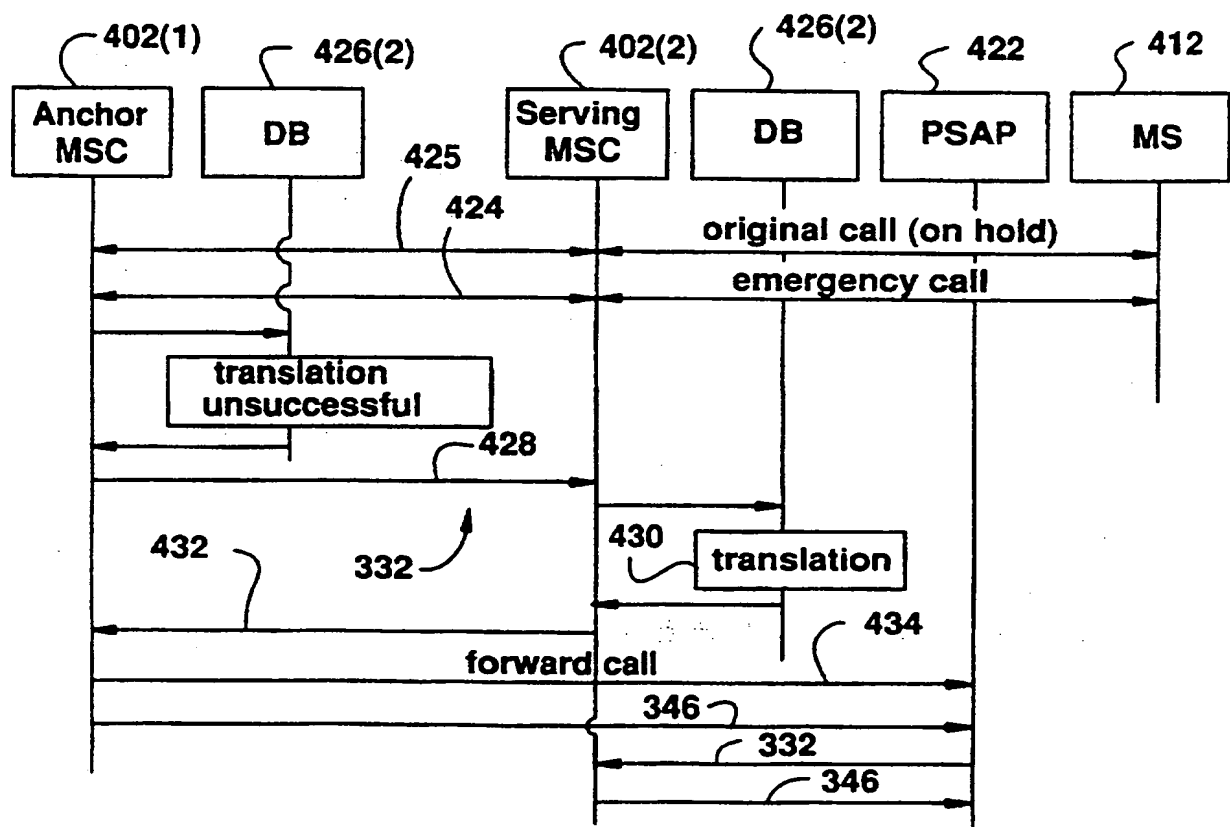 402(1)
426(2)
402(2)
426(2)
422
412
Anchor
MSC
DB
Serving
MSC
DB
PSAP
MS
425
424
original call (on hold)
emergency call
translation
unsuccessful
428
432
332
430
translation
434
forward call
346
332
346